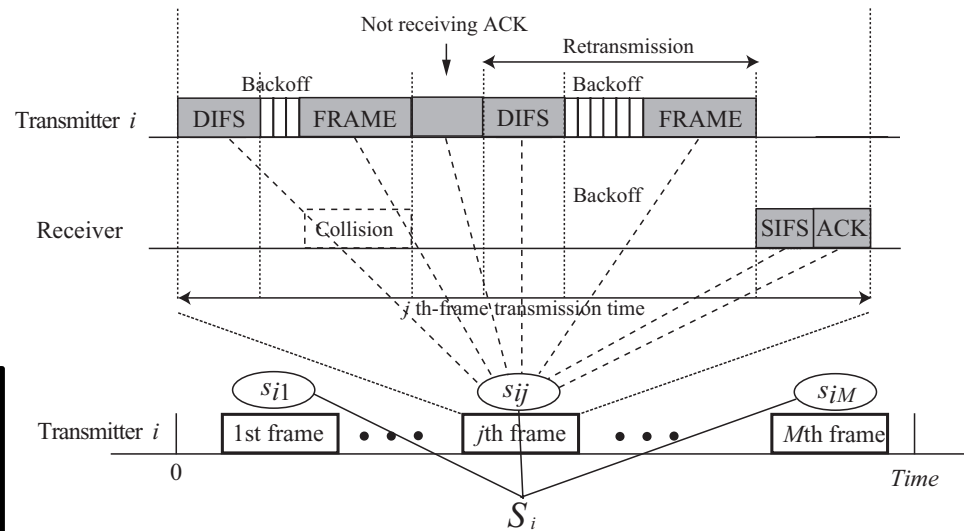 Not receiving ACK
Retransmission
Backoff Backoff
Transmitter i DIFS FRAME DIFS FRAME
Backoff
Receiver Collision SIFS ACK
j th-frame transmission time
si1 sij siM
Transmitter i 1st frame • • • jth frame • • • Mth frame
0 Time
Si